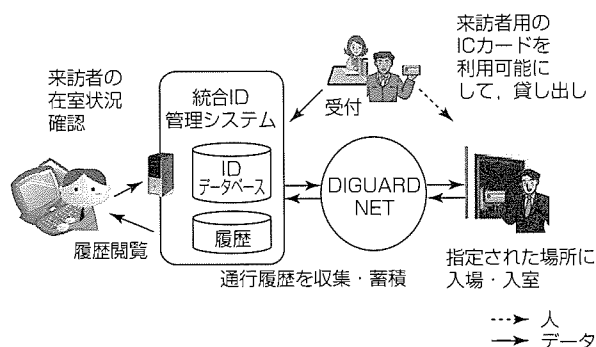 来訪者用の
ICカードを
利用可能に
して，貸し出し
受付
来訪者の
在室状況
確認
統合ID
管理システム
ID
データベース
履歴
DIGUARD
NET
履歴閲覧
通行履歴を収集・蓄積
指定された場所に
入場・入室
人
データ